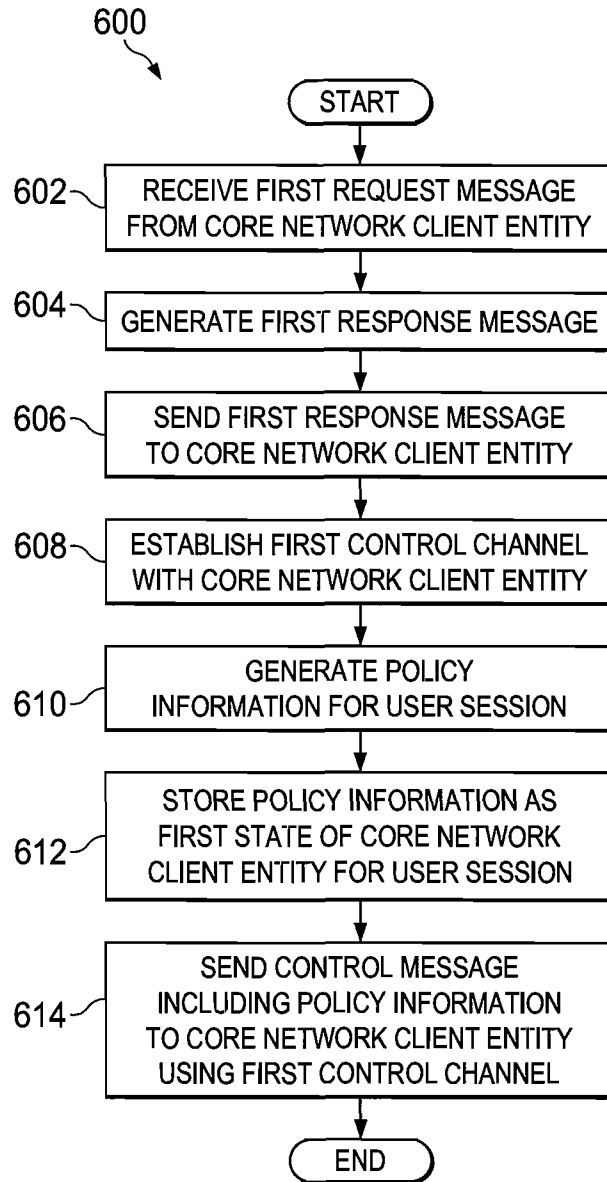 600
START
602
RECEIVE FIRST REQUEST MESSAGE
FROM CORE NETWORK CLIENT ENTITY
604
GENERATE FIRST RESPONSE MESSAGE
606
SEND FIRST RESPONSE MESSAGE
TO CORE NETWORK CLIENT ENTITY
608
ESTABLISH FIRST CONTROL CHANNEL
WITH CORE NETWORK CLIENT ENTITY
610
GENERATE POLICY
INFORMATION FOR USER SESSION
612
STORE POLICY INFORMATION AS
FIRST STATE OF CORE NETWORK
CLIENT ENTITY FOR USER SESSION
614
SEND CONTROL MESSAGE
INCLUDING POLICY INFORMATION
TO CORE NETWORK CLIENT ENTITY
USING FIRST CONTROL CHANNEL
END